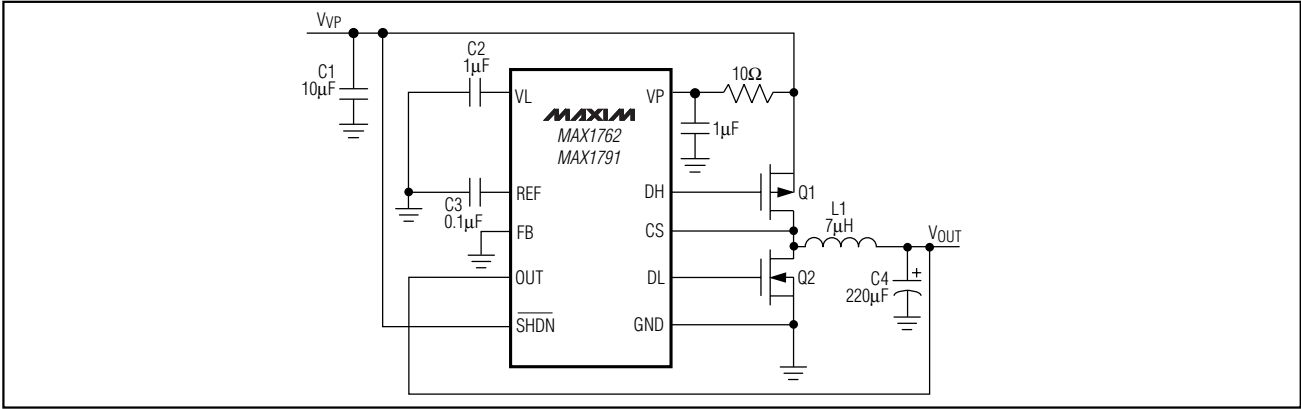 VVP
C1
10µF
C2
1µF
VL
VP
10Ω
1µF
MAXIM
MAX1762
MAX1791
C3
0.1µF
REF
FB
OUT
SHDN
DH
CS
DL
GND
Q1
Q2
L1
7µH
VOUT
C4
220µF
+